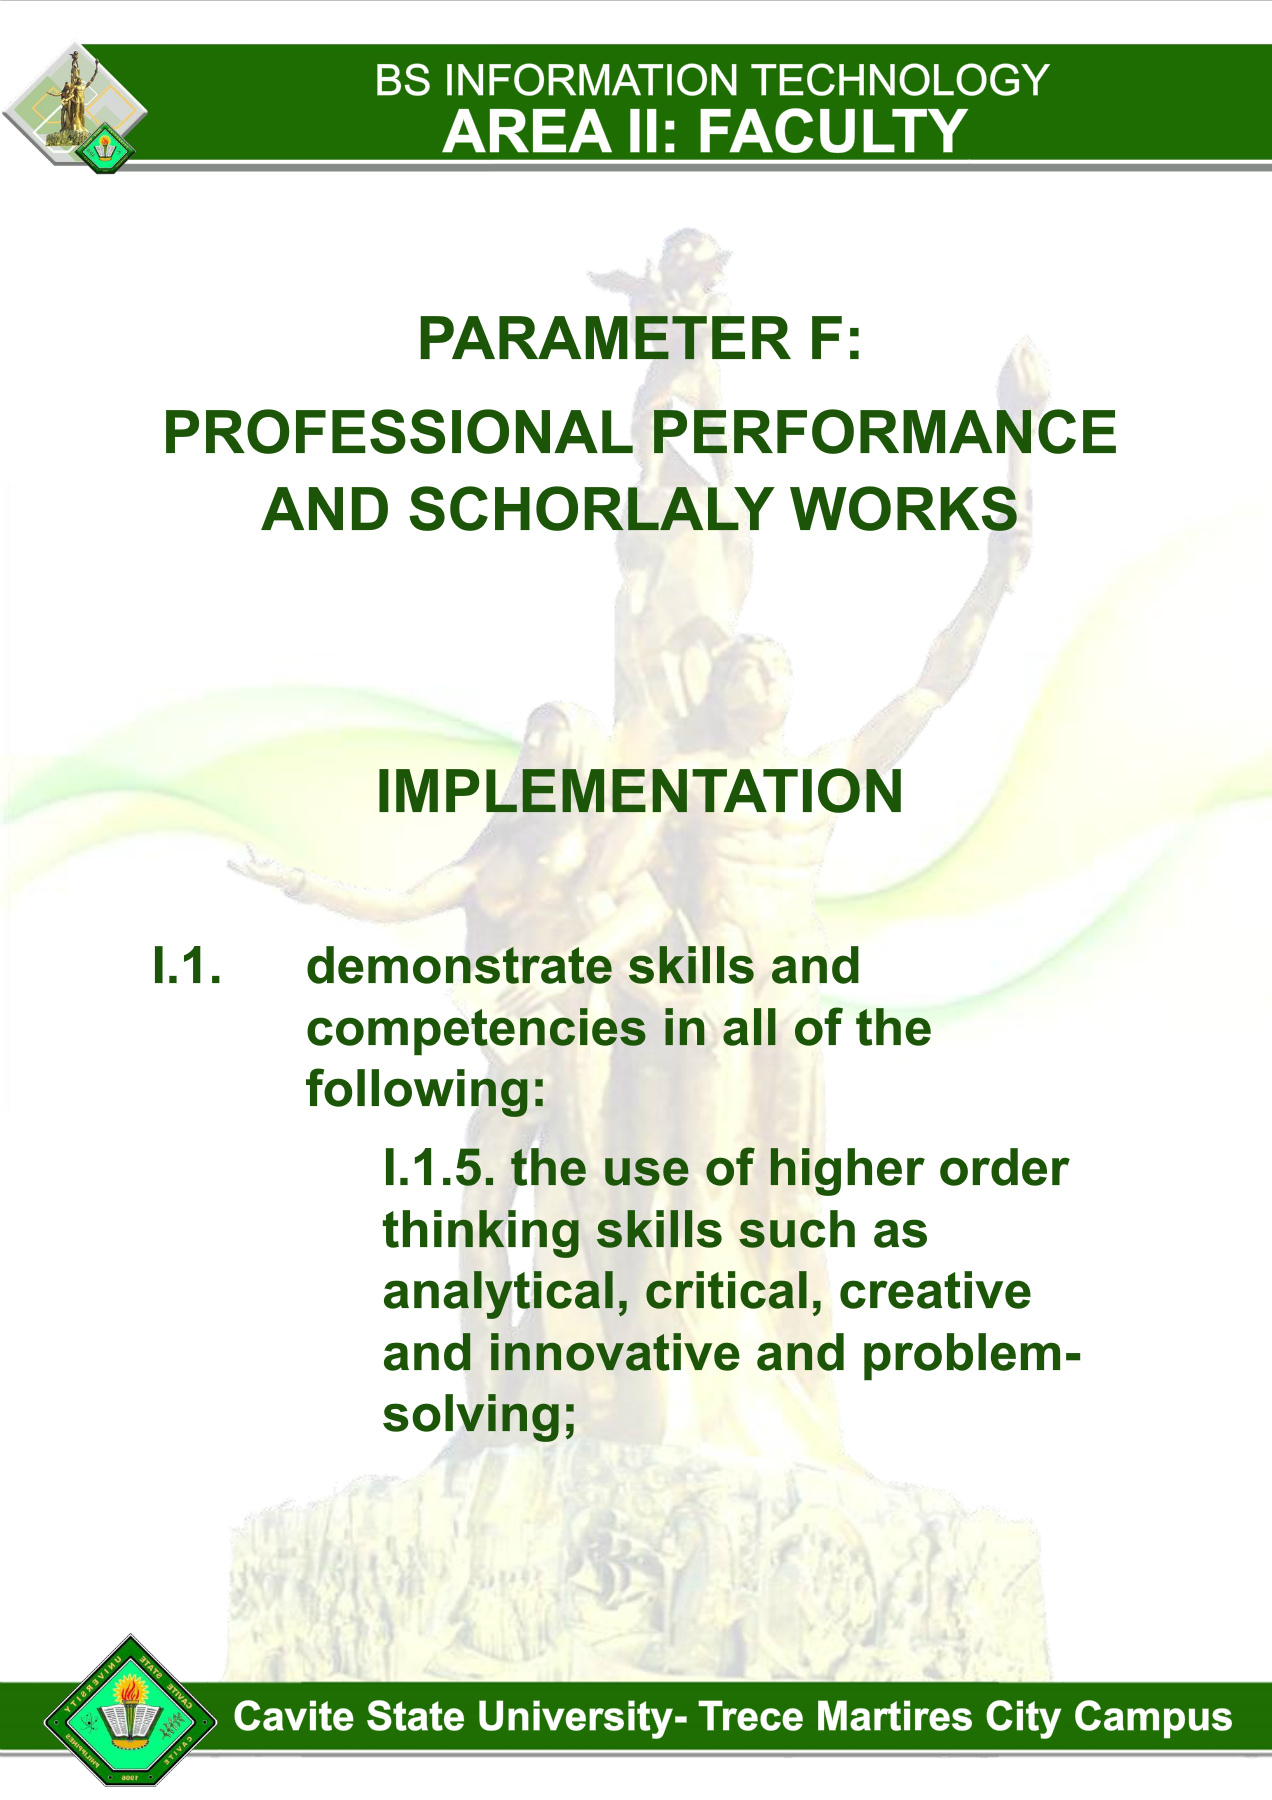 BS INFORMATION TECHNOLOGY
AREA II: FACULTY
PARAMETER F:
PROFESSIONAL PERFORMANCE
AND SCHORLALY WORKS
IMPLEMENTATION
I.1. demonstrate skills and
competencies in all of the
following:
I.1.5. the use of higher order
thinking skills such as
analytical, critical, creative
and innovative and problem-
solving;
CAVITE STATE UNIVERSITY
CAVITE
PHILIPPINES
1906
Cavite State University- Trece Martires City Campus